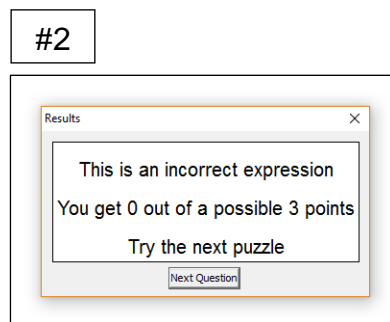 #2
Results
This is an incorrect expression
You get 0 out of a possible 3 points
Try the next puzzle
Next Question